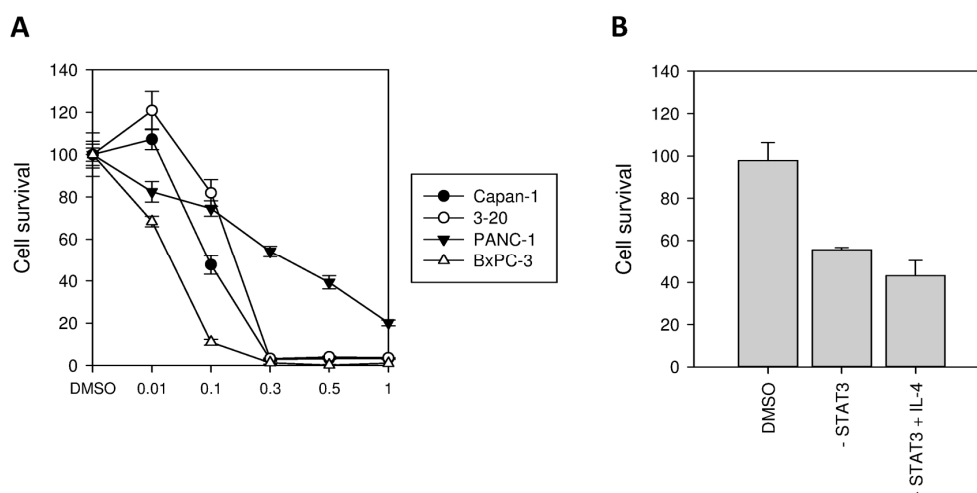 A
Cell survival
140
120
100
80
60
40
20
0
DMSO 0.01 0.1 0.3 0.5 1
Capan-1
3-20
PANC-1
BxPC-3
B
Cell survival
140
120
100
80
60
40
20
0
DMSO
- STAT3
- STAT3 + IL-4